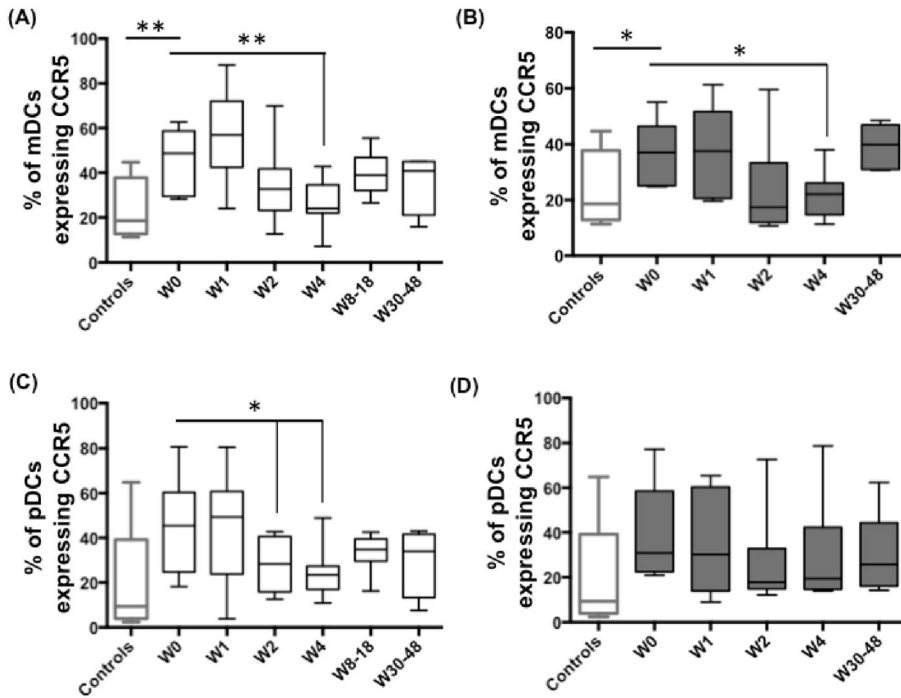 (A)
** **
% of mDCs
expressing CCR5
100
80
60
40
20
0
Controls W0 W1 W2 W4 W8-18 W30-48
(B)
* *
% of mDCs
expressing CCR5
80
60
40
20
0
Controls W0 W1 W2 W4 W30-48
(C)
*
% of pDCs
expressing CCR5
100
80
60
40
20
0
Controls W0 W1 W2 W4 W8-18 W30-48
(D)
% of pDCs
expressing CCR5
100
80
60
40
20
0
Controls W0 W1 W2 W4 W30-48